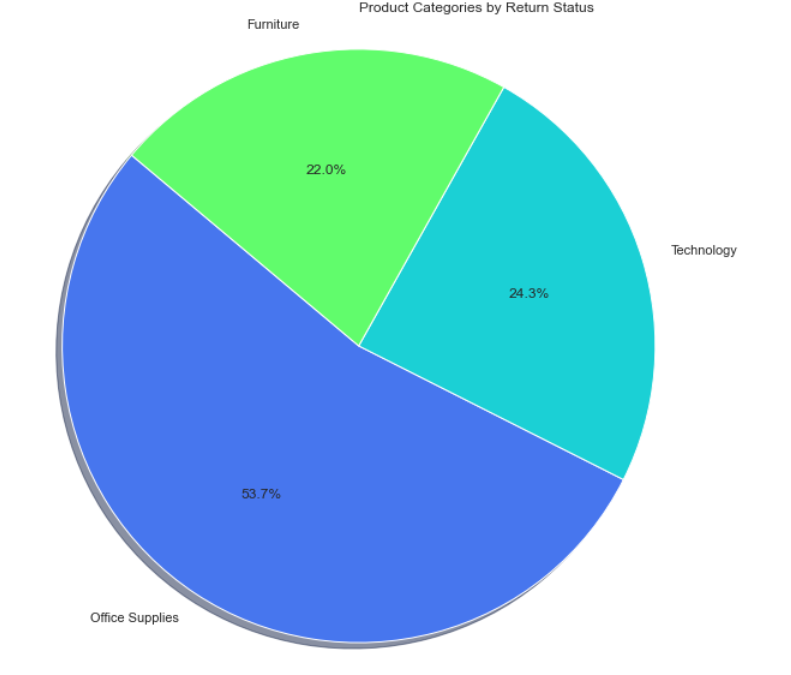 Product Categories by Return Status
Furniture
22.0%
Technology
24.3%
53.7%
Office Supplies